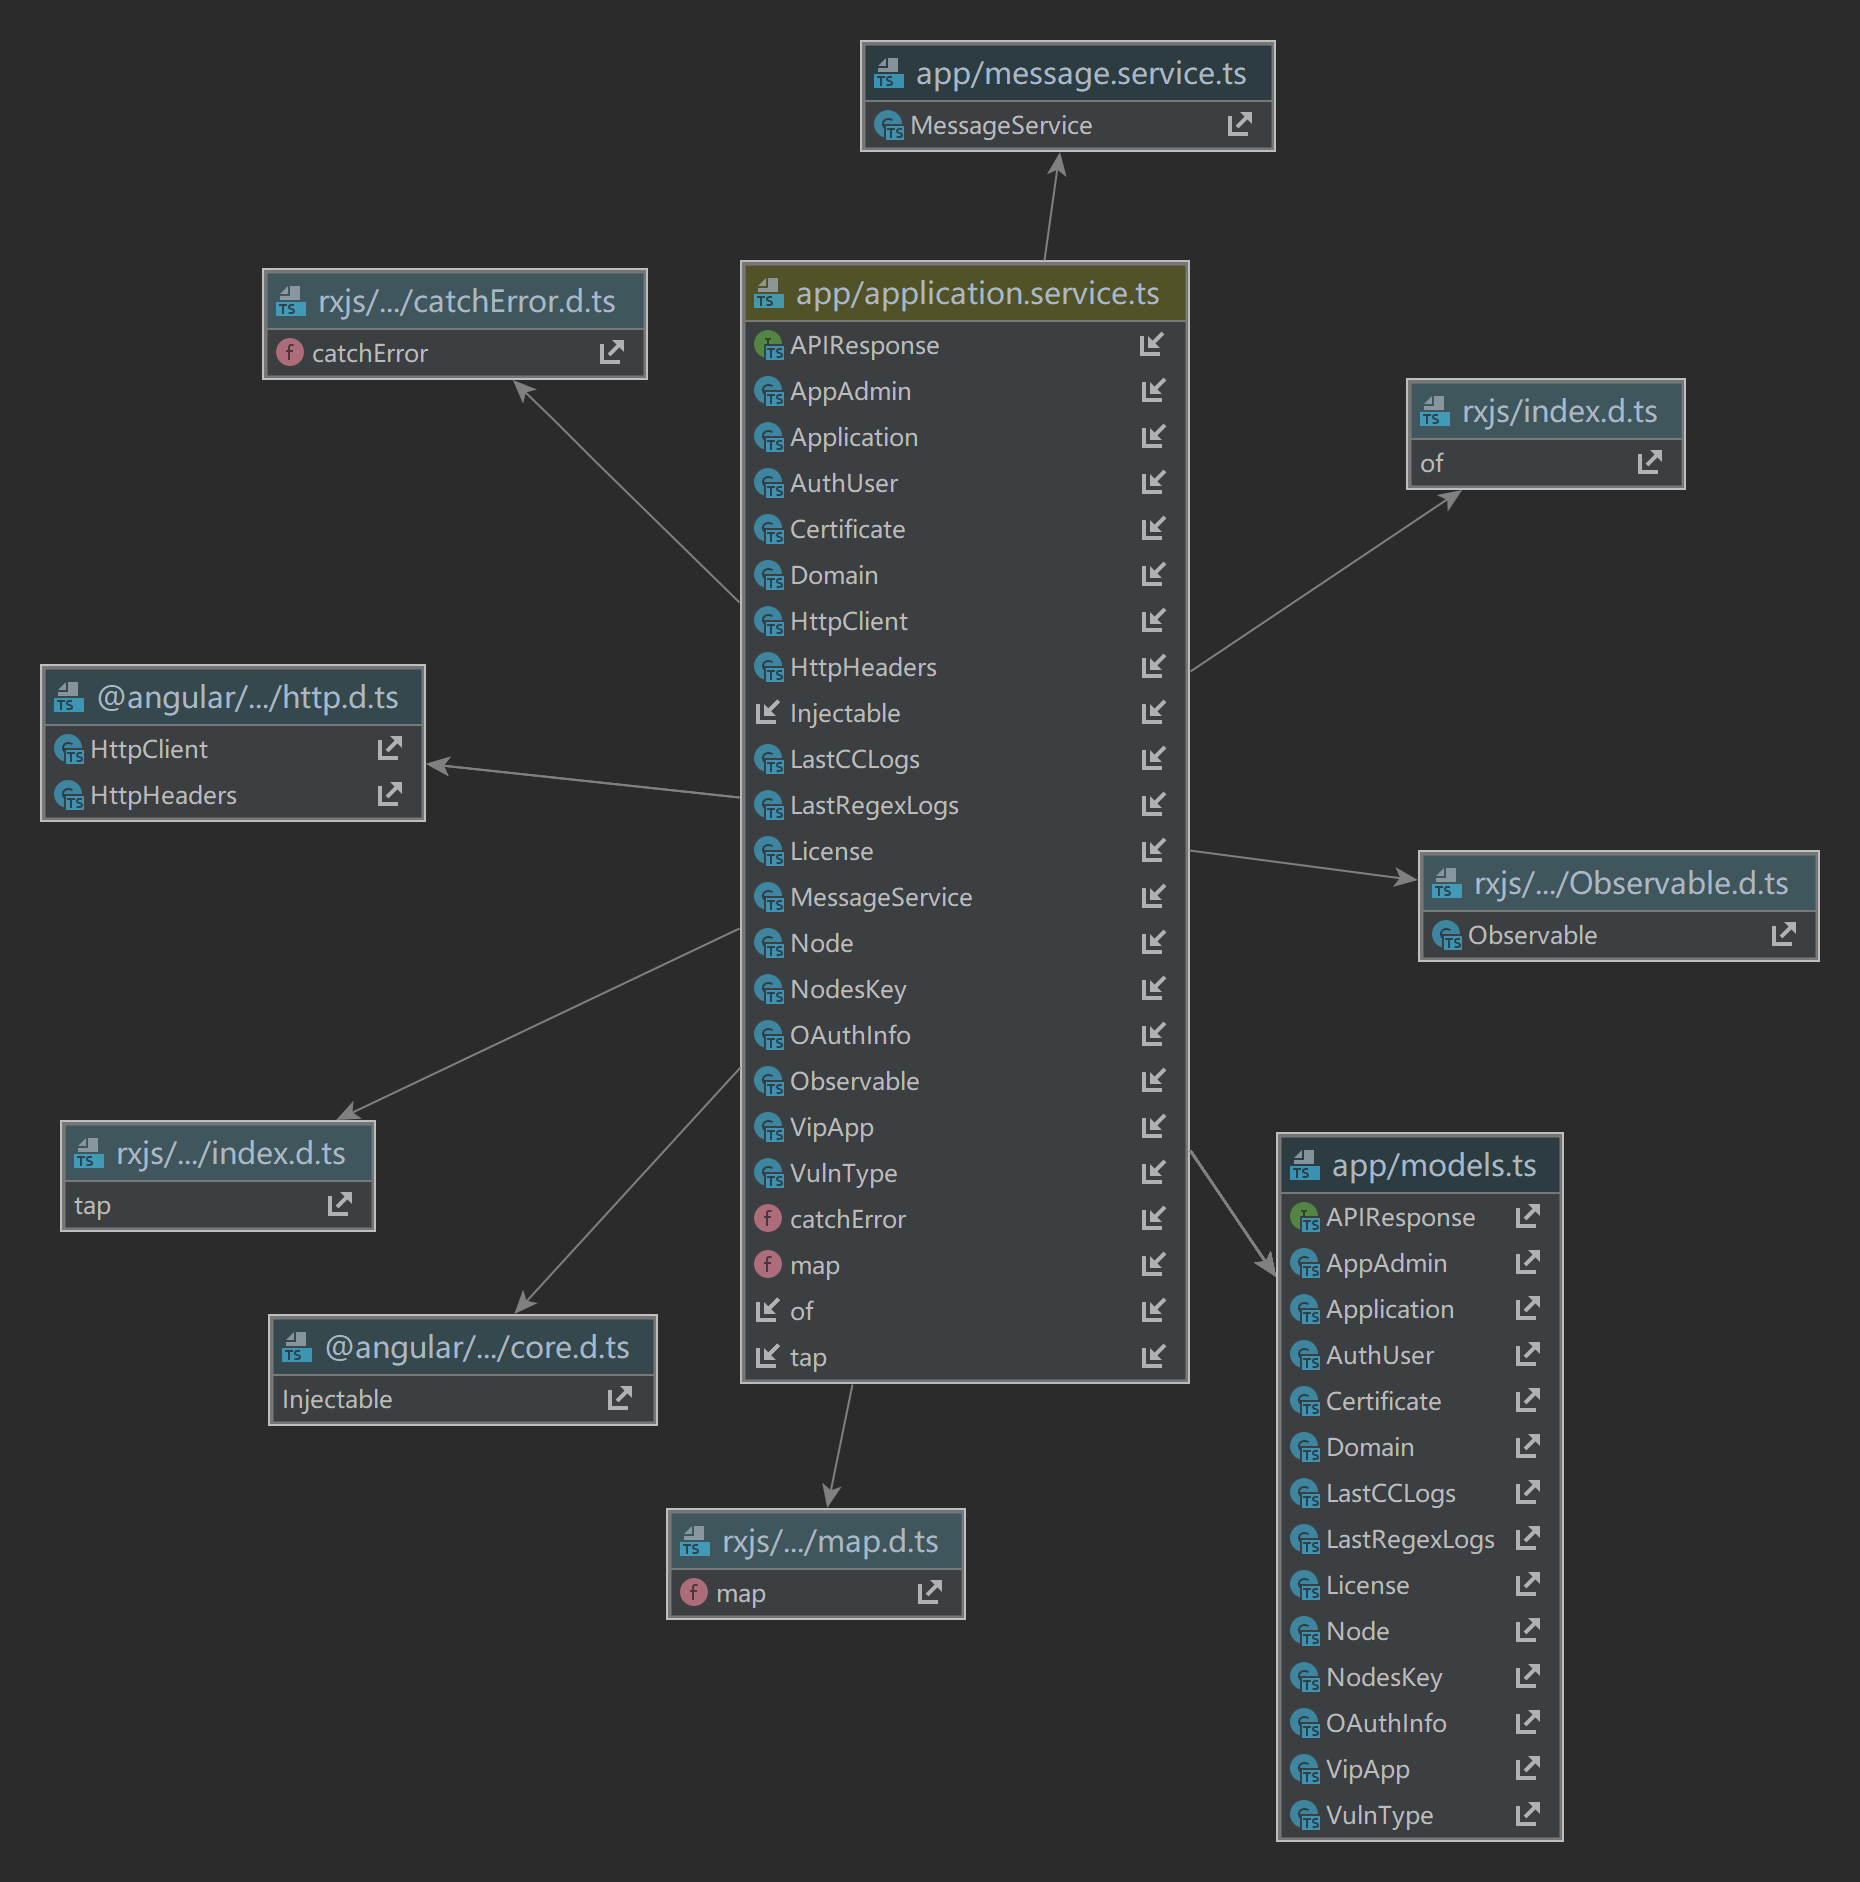 app/message.service.ts
MessageService
rxjs/.../catchError.d.ts
catchError
app/application.service.ts
APIResponse
AppAdmin
Application
AuthUser
Certificate
Domain
HttpClient
HttpHeaders
Injectable
LastCCLogs
LastRegexLogs
License
MessageService
Node
NodesKey
OAuthInfo
Observable
VipApp
VulnType
catchError
map
of
tap
rxjs/index.d.ts
of
@angular/.../http.d.ts
HttpClient
HttpHeaders
rxjs/.../Observable.d.ts
Observable
rxjs/.../index.d.ts
tap
@angular/.../core.d.ts
Injectable
app/models.ts
APIResponse
AppAdmin
Application
AuthUser
Certificate
Domain
LastCCLogs
LastRegexLogs
License
Node
NodesKey
OAuthInfo
VipApp
VulnType
rxjs/.../map.d.ts
map